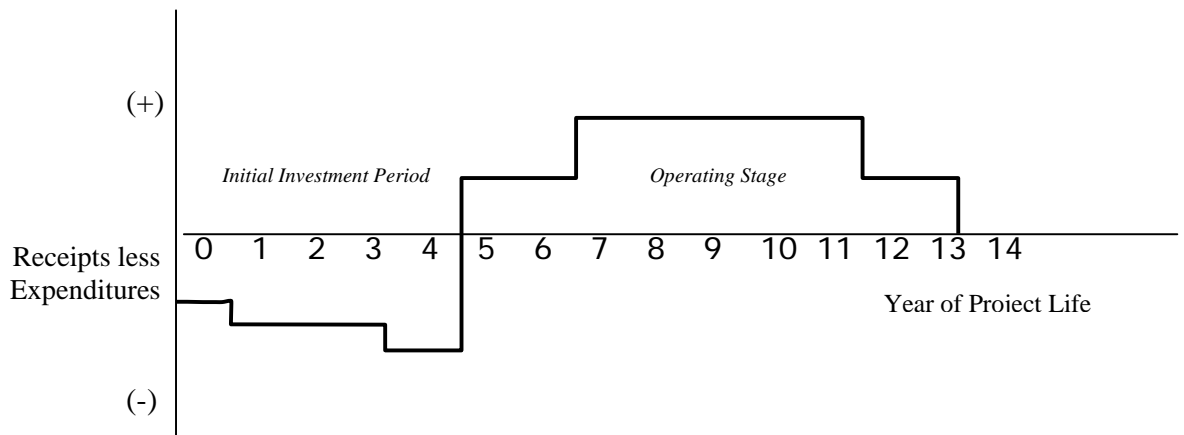 (+)
Initial Investment Period Operating Stage
0 1 2 3 4 5 6 7 8 9 10 11 12 13 14
Receipts less
Expenditures
Year of Project Life
(-)